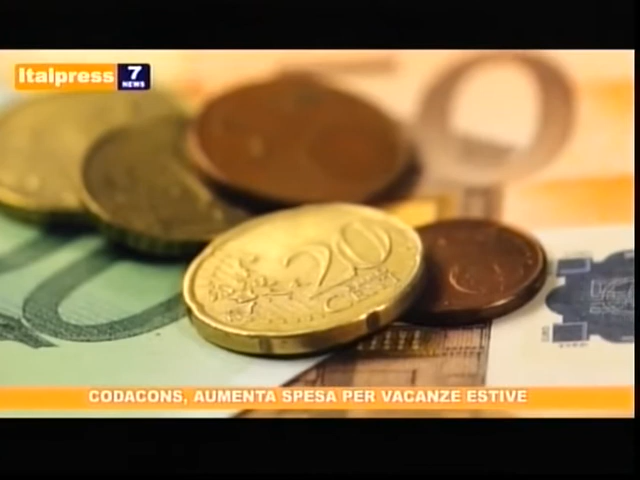 Italpress 7
NEWS
20
CENT
CODACONS, AUMENTA SPESA PER VACANZE ESTIVE